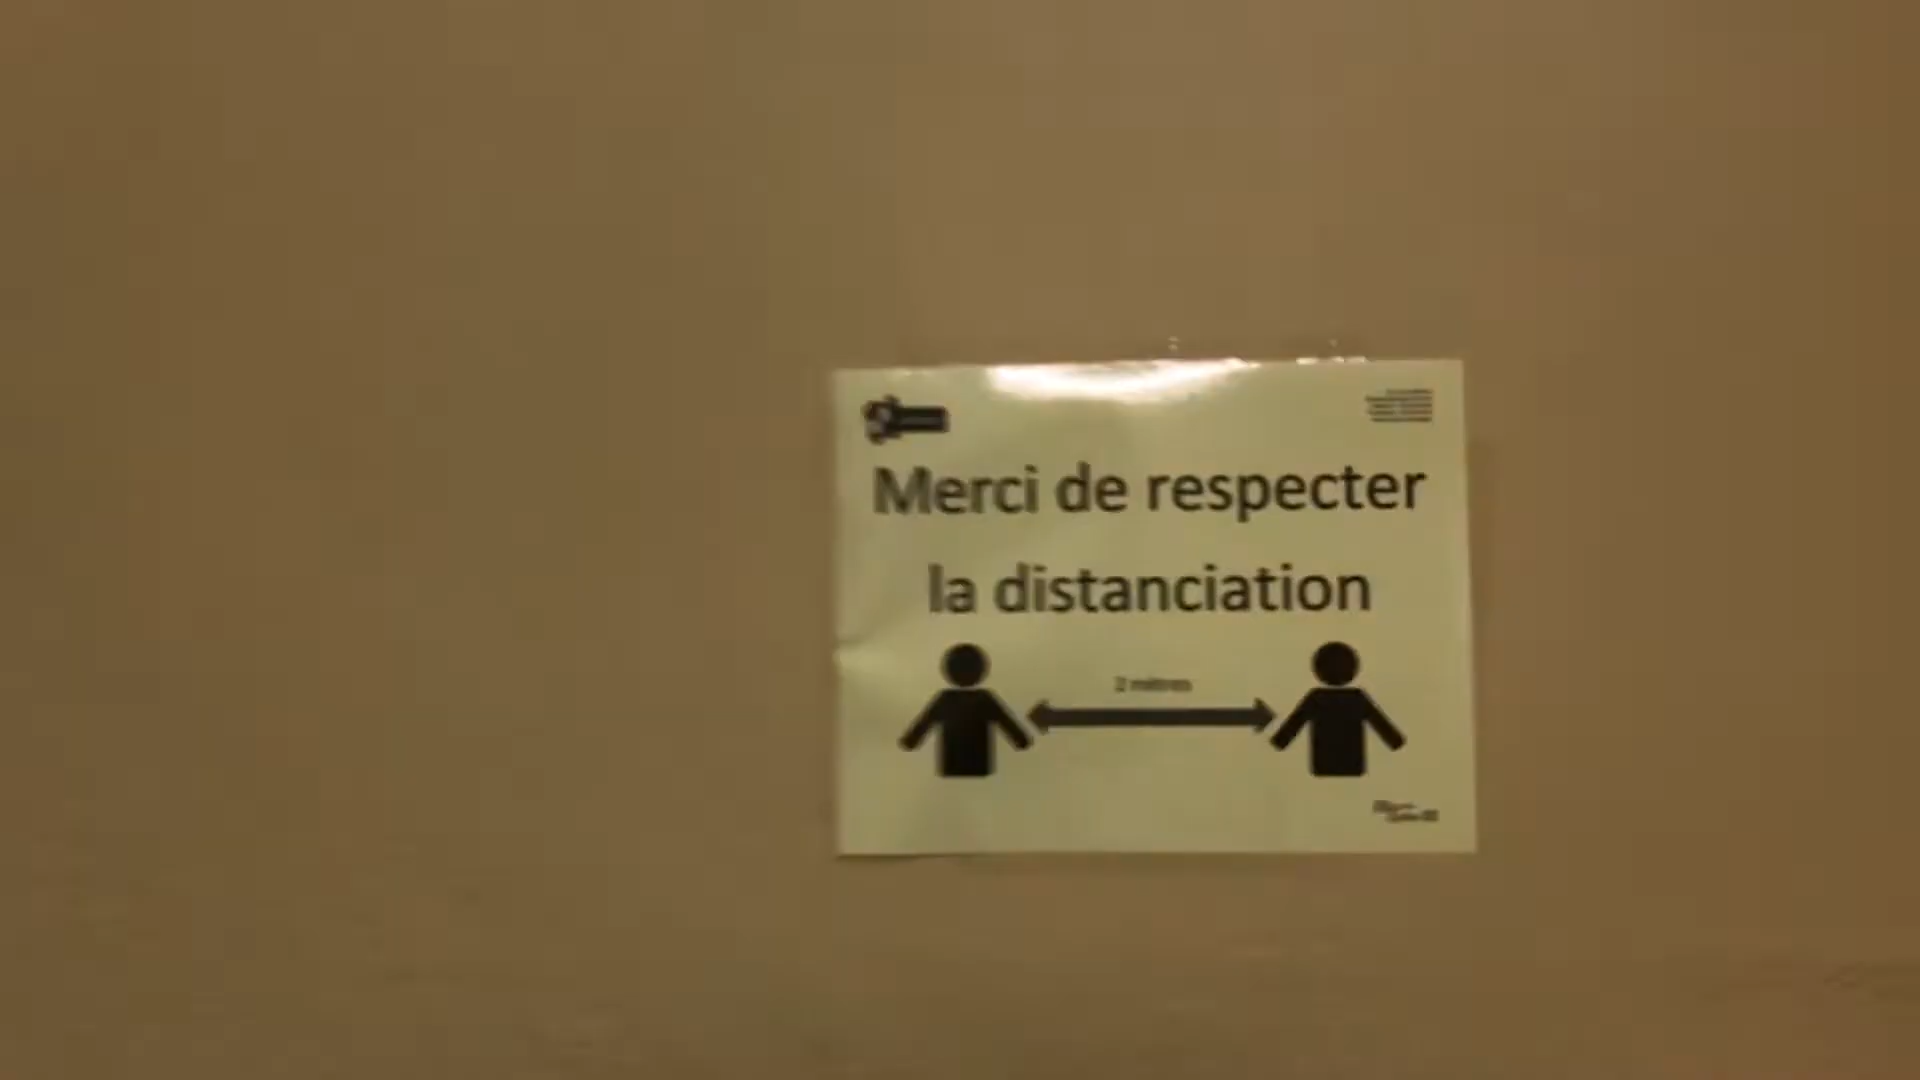 Merci de respecter
la distanciation
2 mètres